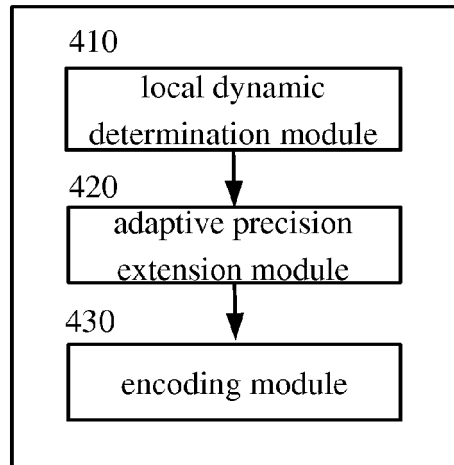 410
local dynamic
determination module
420
adaptive precision
extension module
430
encoding module